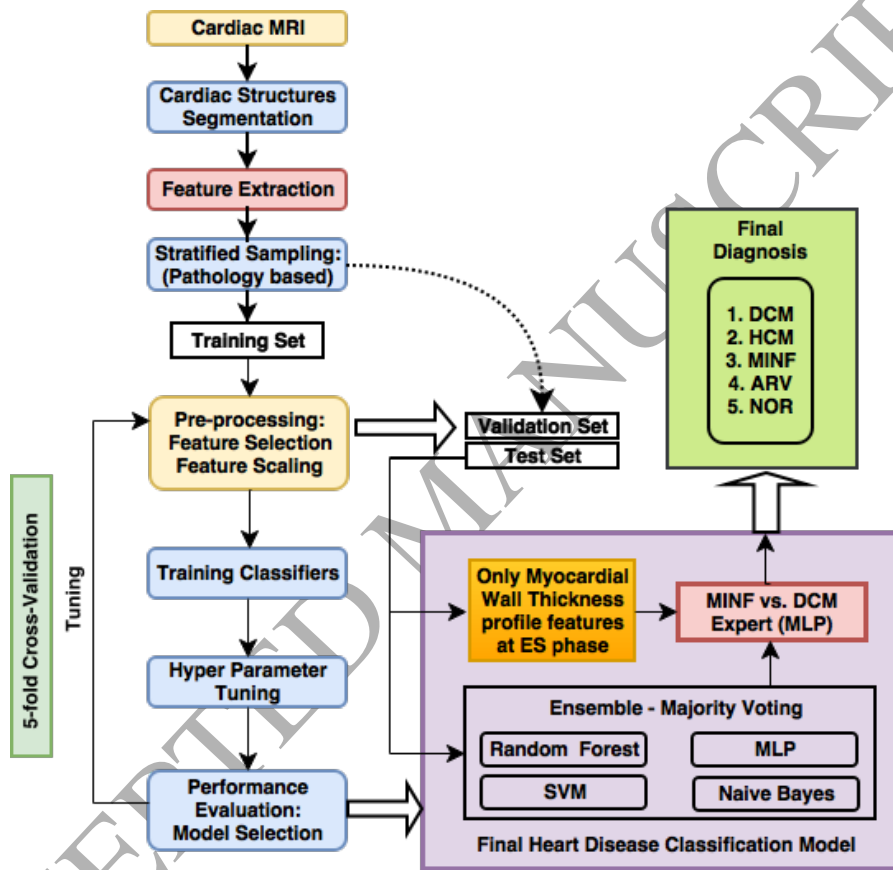 Cardiac MRI
Cardiac Structures
Segmentation
Feature Extraction
Stratified Sampling:
(Pathology based)
Training Set
Pre-processing:
Feature Selection
Feature Scaling
Training Classifiers
Hyper Parameter
Tuning
Performance
Evaluation:
Model Selection
5-fold Cross-Validation
Tuning
Validation Set
Test Set
Final
Diagnosis
1. DCM
2. HCM
3. MINF
4. ARV
5. NOR
Only Myocardial
Wall Thickness
profile features
at ES phase
MINF vs. DCM
Expert (MLP)
Ensemble - Majority Voting
Random Forest
MLP
SVM
Naive Bayes
Final Heart Disease Classification Model
ERTED MANUSCRIP